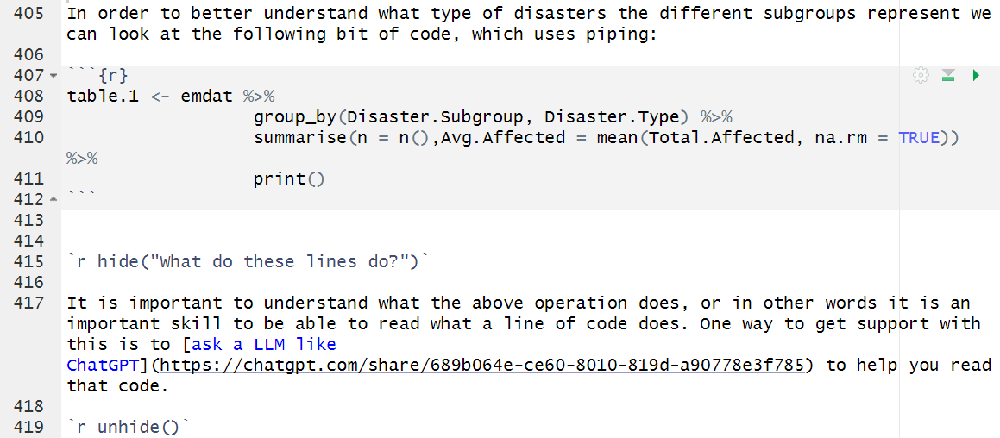 405 In order to better understand what type of disasters the different subgroups represent we
can look at the following bit of code, which uses piping:
406
407 ```{r}
408 table.1 <- emdat %>%
409 group_by(Disaster.Subgroup, Disaster.Type) %>%
410 summarise(n = n(),Avg.Affected = mean(Total.Affected, na.rm = TRUE))
%>%
411 print()
412 ```
413
414
415 `r hide("What do these lines do?")`
416
417 It is important to understand what the above operation does, or in other words it is an
important skill to be able to read what a line of code does. One way to get support with
this is to [ask a LLM like
ChatGPT](https://chatgpt.com/share/689b064e-ce60-8010-819d-a90778e3f785) to help you read
that code.
418
419 `r unhide()`